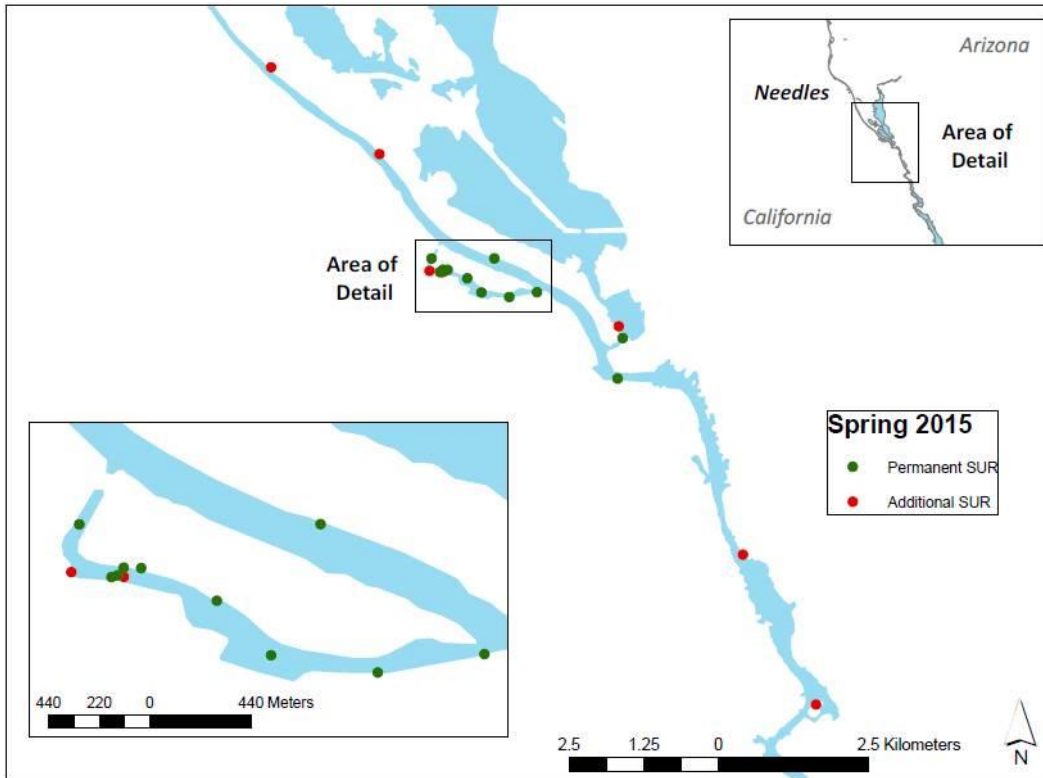 Arizona
Needles
Area of
Detail
California
Area of
Detail
Spring 2015
Permanent SUR
Additional SUR
440 220 0 440 Meters
2.5 1.25 0 2.5 Kilometers
N